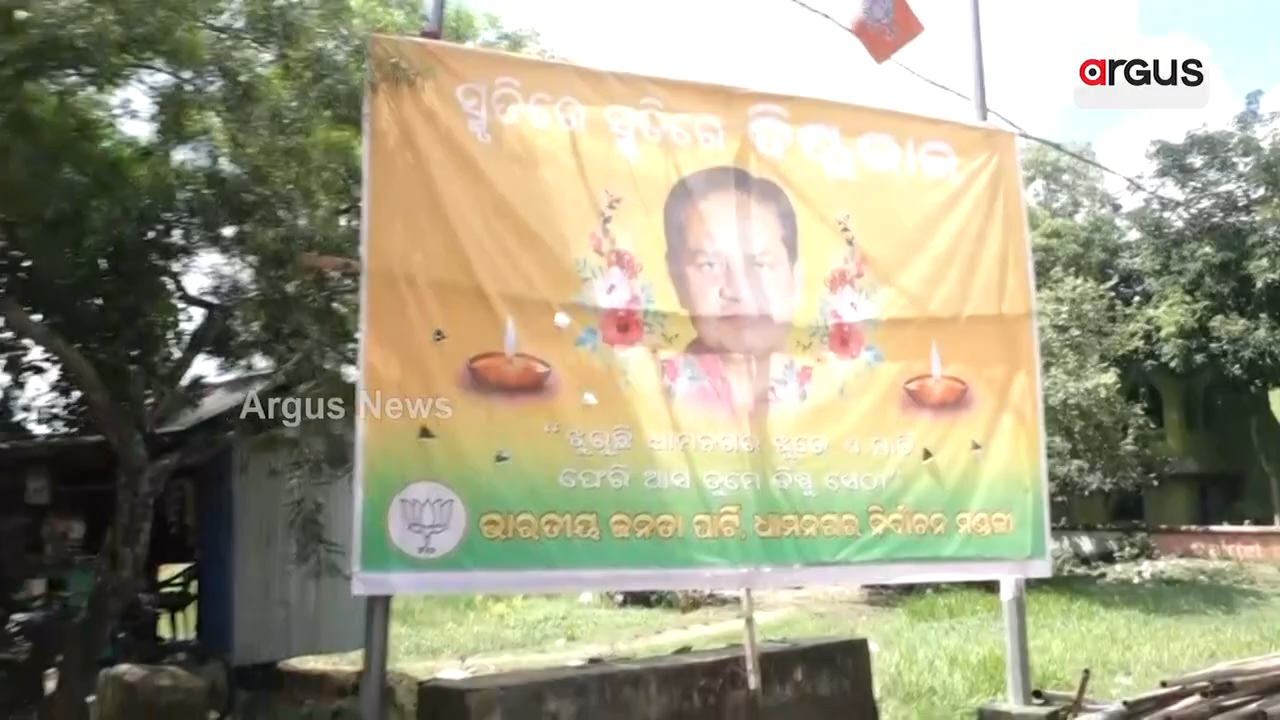 argus
ସ୍ମୃତିରେ ସ୍ମୃତିରେ ବିଷ୍ଣୁଭାଇ
Argus News
“ଝୁରୁଛି ଧାମନଗର ଝୁରେ ଏ ମାଟି
ଫେରି ଆସ ତୁମେ ବିଷ୍ଣୁ ସେଠୀ”
ଭାରତୀୟ ଜନତା ପାର୍ଟି, ଧାମନଗର ନିର୍ବାଚନ ମଣ୍ଡଳୀ